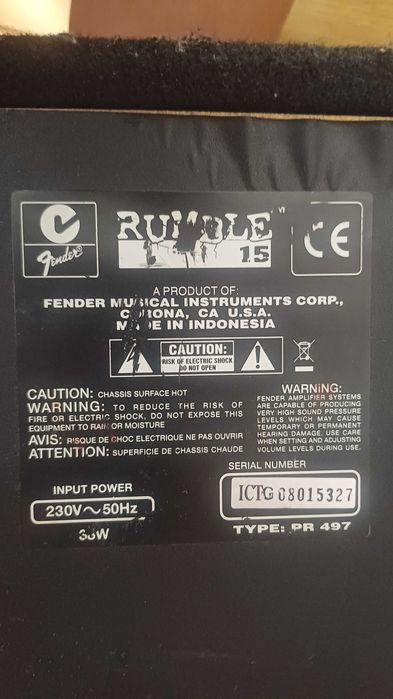 Fender
RUMBLE
15
CE
A PRODUCT OF:
FENDER MUSICAL INSTRUMENTS CORP.,
CORONA, CA U.S.A.
MADE IN INDONESIA
CAUTION:
RISK OF ELECTRIC SHOCK
DO NOT OPEN
CAUTION: CHASSIS SURFACE HOT
WARNING: TO REDUCE THE RISK OF
FIRE OR ELECTRIC SHOCK, DO NOT EXPOSE THIS
EQUIPMENT TO RAIN OR MOISTURE
AVIS: RISQUE DE CHOC ELECTRIQUE NE PAS OUVRIR
ATTENTION: SUPERFICIE DE CHASSIS CHAUDE
WARNING:
FENDER AMPLIFIER SYSTEMS
ARE CAPABLE OF PRODUCING
VERY HIGH SOUND PRESSURE
LEVELS WHICH MAY CAUSE
TEMPORARY OR PERMANENT
HEARING DAMAGE. USE CARE
WHEN SETTING AND ADJUSTING
VOLUME LEVELS DURING USE.
INPUT POWER
230V~50Hz
SERIAL NUMBER
ICTG 08015327
TYPE: PR 497